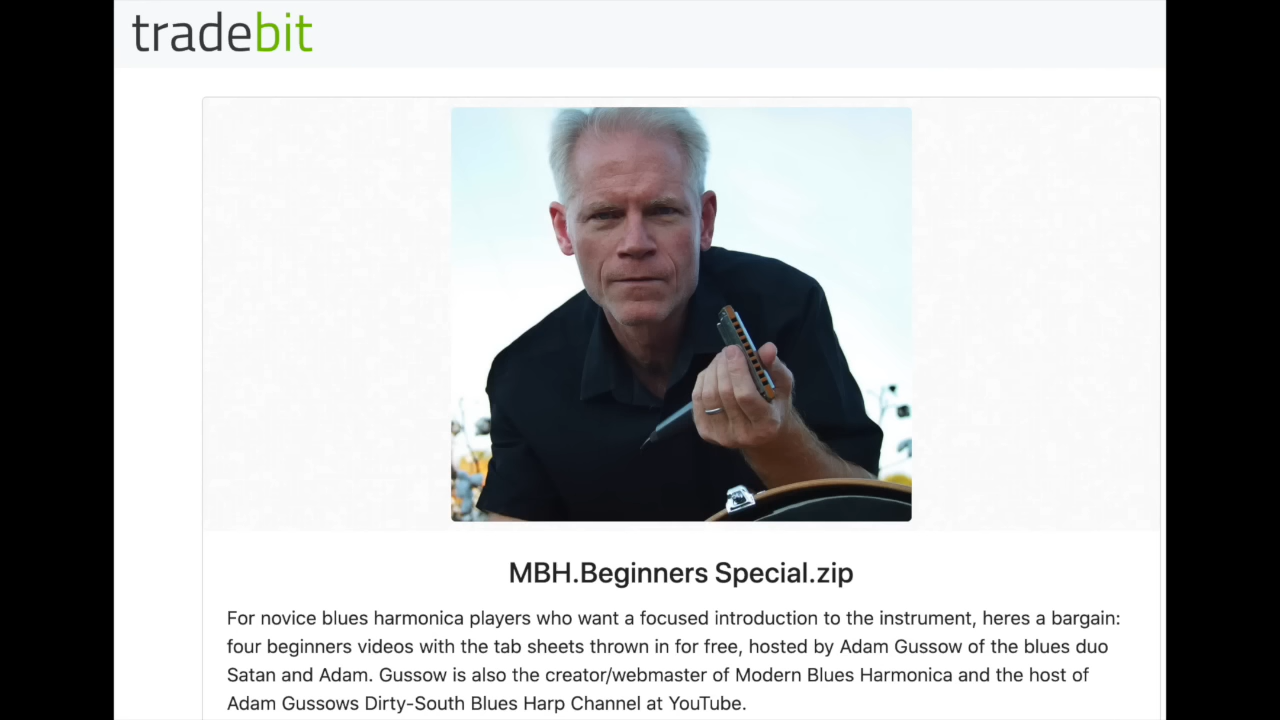 tradebit
MBH.Beginners Special.zip
For novice blues harmonica players who want a focused introduction to the instrument, heres a bargain:
four beginners videos with the tab sheets thrown in for free, hosted by Adam Gussow of the blues duo
Satan and Adam. Gussow is also the creator/webmaster of Modern Blues Harmonica and the host of
Adam Gussows Dirty-South Blues Harp Channel at YouTube.